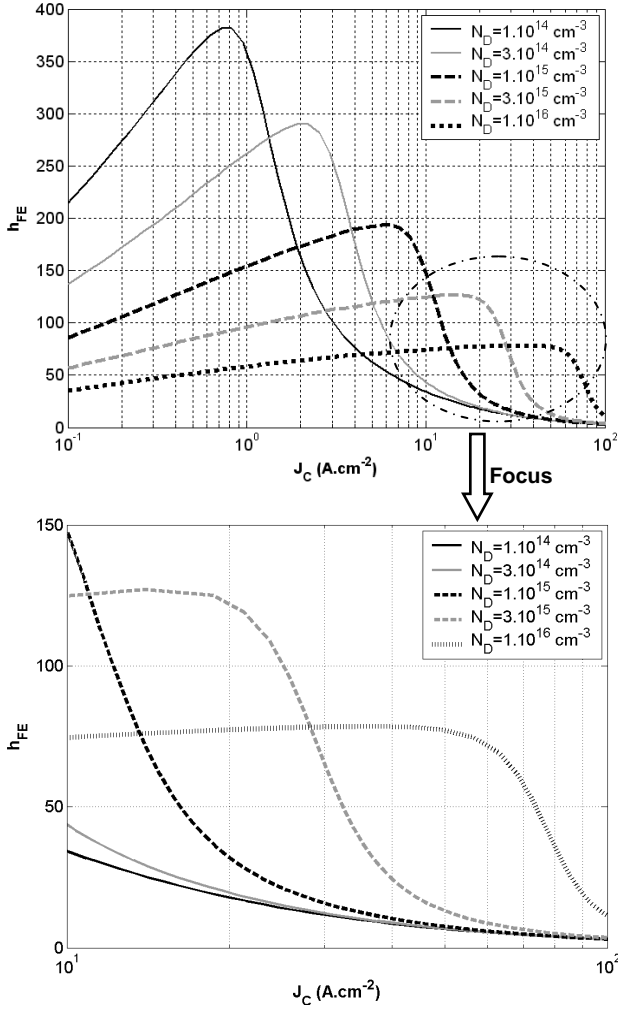 400
350
300
250
200
150
100
50
0
h_FE
N_D=1.10^14 cm^-3
N_D=3.10^14 cm^-3
N_D=1.10^15 cm^-3
N_D=3.10^15 cm^-3
N_D=1.10^16 cm^-3
10^-1 10^0 10^1 10^2
J_C (A.cm^-2)
Focus
150
100
50
0
h_FE
N_D=1.10^14 cm^-3
N_D=3.10^14 cm^-3
N_D=1.10^15 cm^-3
N_D=3.10^15 cm^-3
N_D=1.10^16 cm^-3
10^1 10^2
J_C (A.cm^-2)